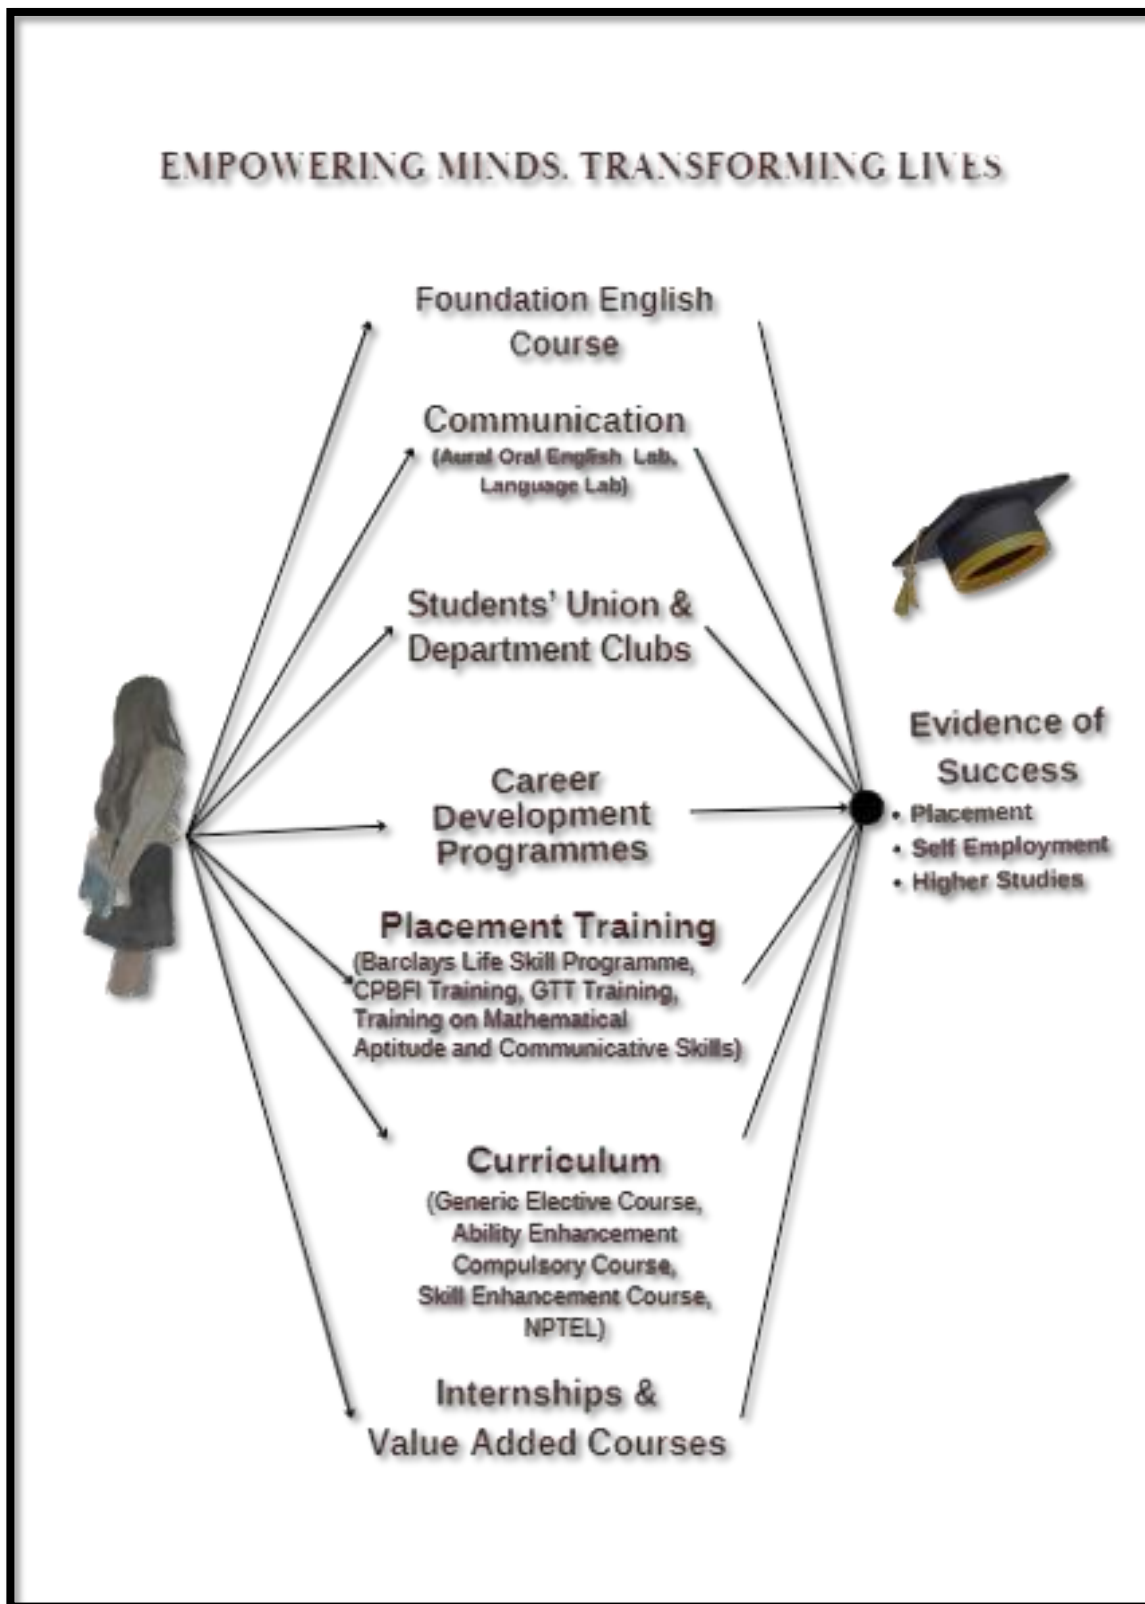 EMPOWERING MINDS. TRANSFORMING LIVES
Foundation English
Course
Communication
(Aural Oral English Lab,
Language Lab)
Students' Union &
Department Clubs
Career
Development
Programmes
Placement Training
(Barclays Life Skill Programme,
CPBFI Training, GTT Training,
Training on Mathematical
Aptitude and Communicative Skills)
Curriculum
(Generic Elective Course,
Ability Enhancement
Compulsory Course,
Skill Enhancement Course,
NPTEL)
Internships &
Value Added Courses
Evidence of
Success
• Placement
• Self Employment
• Higher Studies